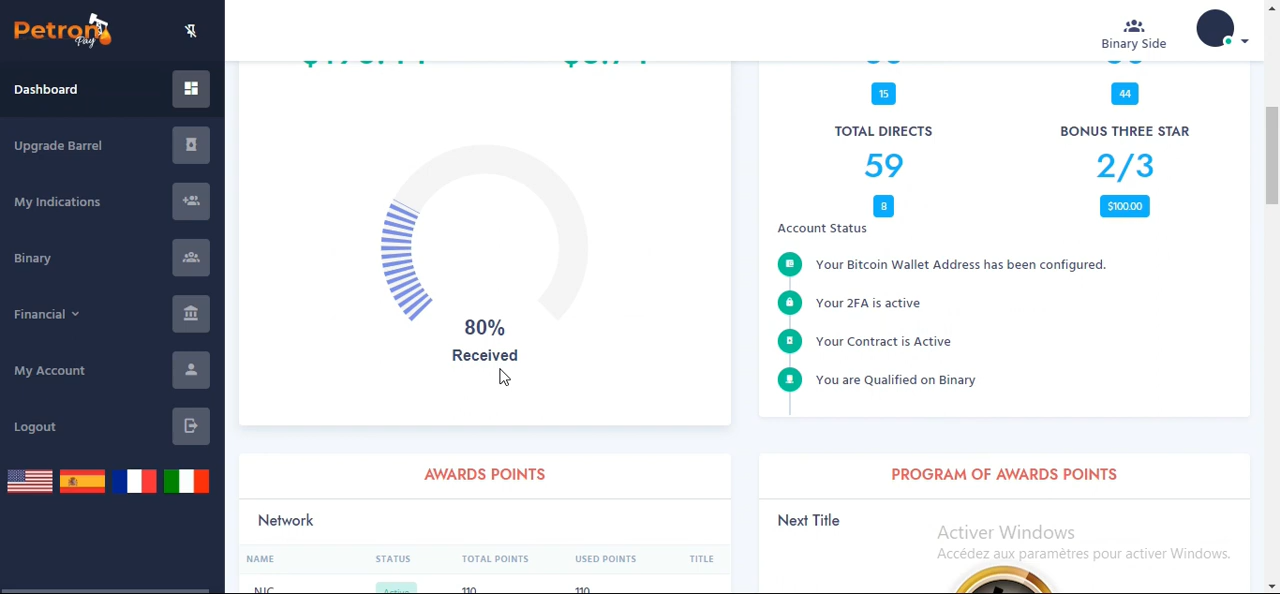 Petron
Pay
Binary Side
Dashboard
Upgrade Barrel
My Indications
Binary
Financial
My Account
Logout
80%
Received
15
44
TOTAL DIRECTS
BONUS THREE STAR
59
2/3
8
$100.00
Account Status
Your Bitcoin Wallet Address has been configured.
Your 2FA is active
Your Contract is Active
You are Qualified on Binary
AWARDS POINTS
Network
NAME STATUS TOTAL POINTS USED POINTS TITLE
Active 110 110
PROGRAM OF AWARDS POINTS
Next Title
Activer Windows
Accédez aux paramètres pour activer Windows.